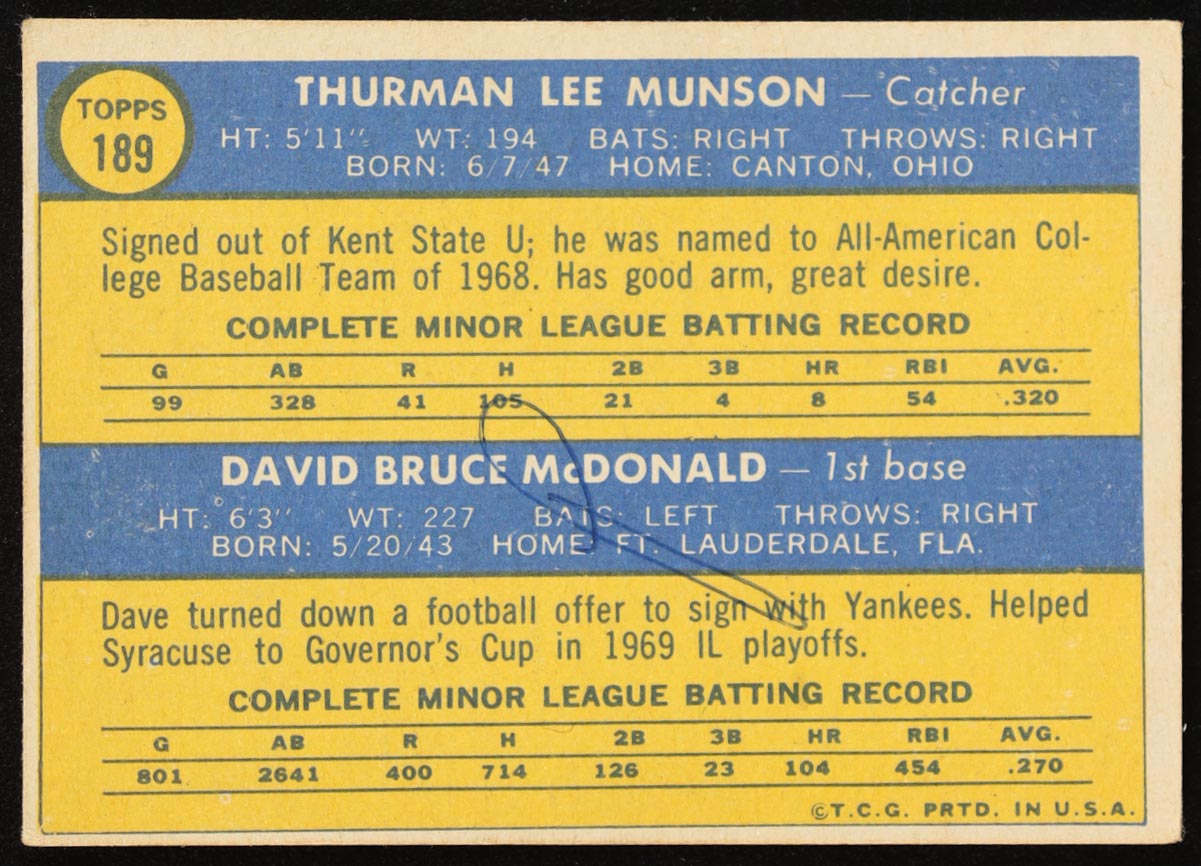 TOPPS
189
THURMAN LEE MUNSON — Catcher
HT: 5'11" WT: 194 BATS: RIGHT THROWS: RIGHT
BORN: 6/7/47 HOME: CANTON, OHIO
Signed out of Kent State U; he was named to All-American Col-
lege Baseball Team of 1968. Has good arm, great desire.
COMPLETE MINOR LEAGUE BATTING RECORD
G AB R H 2B 3B HR RBI AVG.
99 328 41 105 21 4 8 54 .320
DAVID BRUCE McDONALD — 1st base
HT: 6'3" WT: 227 BATS: LEFT THROWS: RIGHT
BORN: 5/20/43 HOME: FT. LAUDERDALE, FLA.
Dave turned down a football offer to sign with Yankees. Helped
Syracuse to Governor's Cup in 1969 IL playoffs.
COMPLETE MINOR LEAGUE BATTING RECORD
G AB R H 2B 3B HR RBI AVG.
801 2641 400 714 126 23 104 454 .270
©T.C.G. PRTD. IN U.S.A.